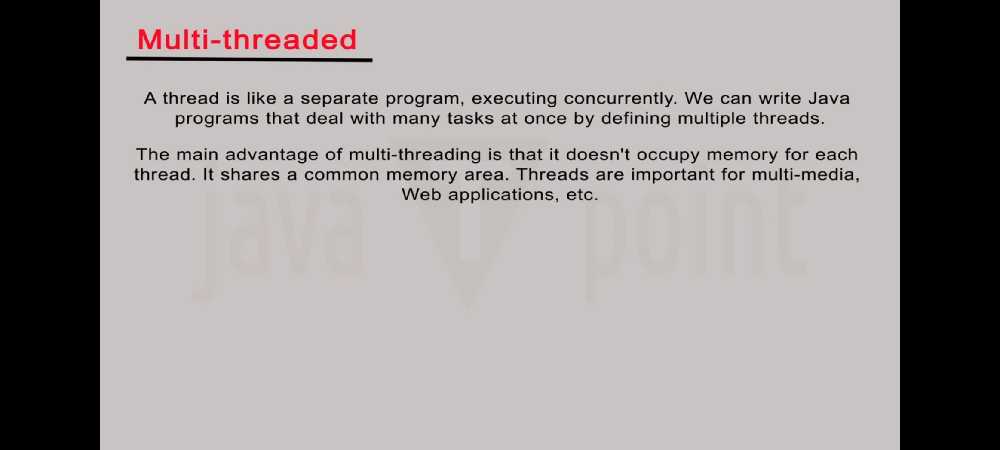 Multi-threaded
A thread is like a separate program, executing concurrently. We can write Java
programs that deal with many tasks at once by defining multiple threads.
The main advantage of multi-threading is that it doesn't occupy memory for each
thread. It shares a common memory area. Threads are important for multi-media,
Web applications, etc.
java T point